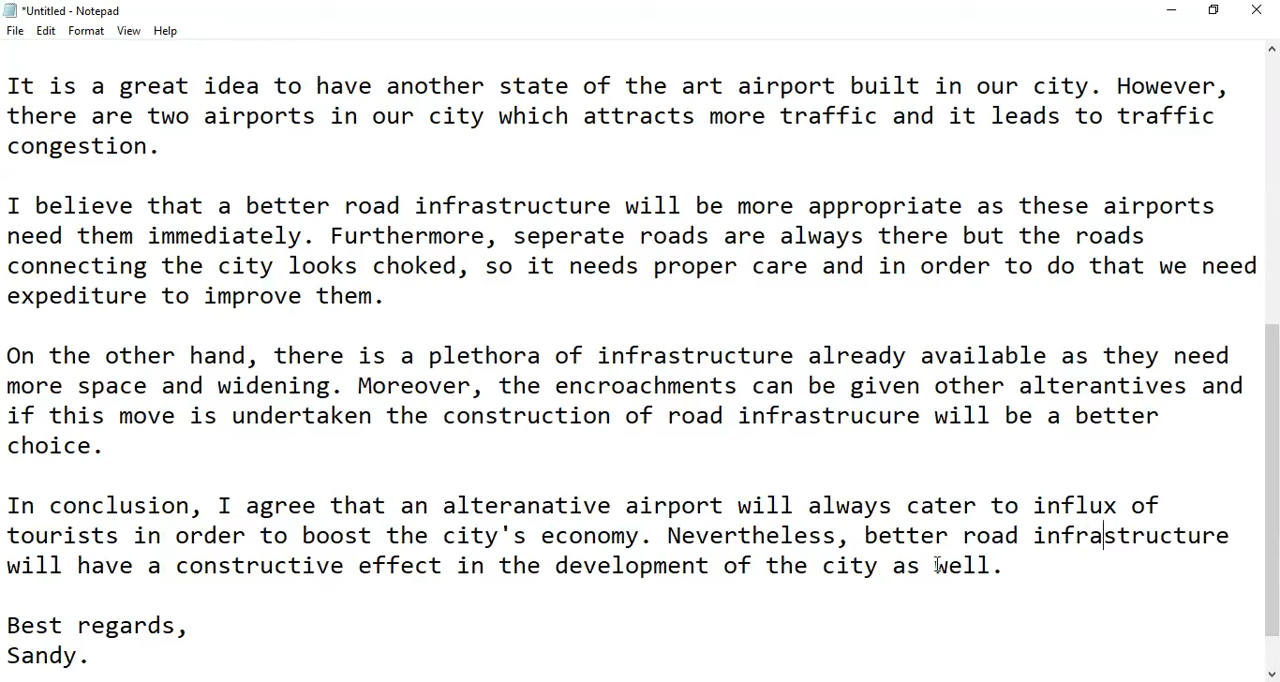 *Untitled - Notepad
File Edit Format View Help
It is a great idea to have another state of the art airport built in our city. However,
there are two airports in our city which attracts more traffic and it leads to traffic
congestion.
I believe that a better road infrastructure will be more appropriate as these airports
need them immediately. Furthermore, seperate roads are always there but the roads
connecting the city looks choked, so it needs proper care and in order to do that we need
expediture to improve them.
On the other hand, there is a plethora of infrastructure already available as they need
more space and widening. Moreover, the encroachments can be given other alterantives and
if this move is undertaken the construction of road infrastrucure will be a better
choice.
In conclusion, I agree that an alteranative airport will always cater to influx of
tourists in order to boost the city's economy. Nevertheless, better road infrastructure
will have a constructive effect in the development of the city as well.
Best regards,
Sandy.